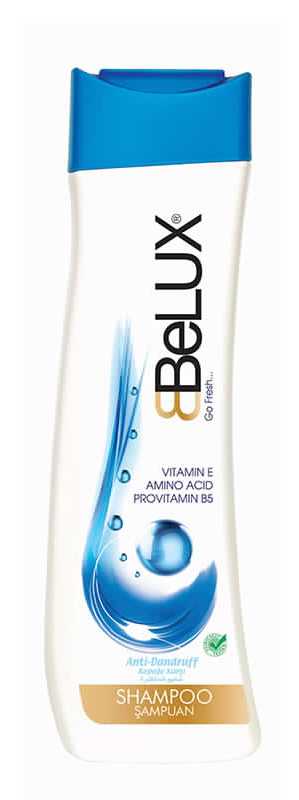 BeLUX®
Go Fresh...
VITAMIN E
AMINO ACID
PROVITAMIN B5
Anti-Dandruff
Kepeğe Karşı
SHAMPOO
ŞAMPUAN